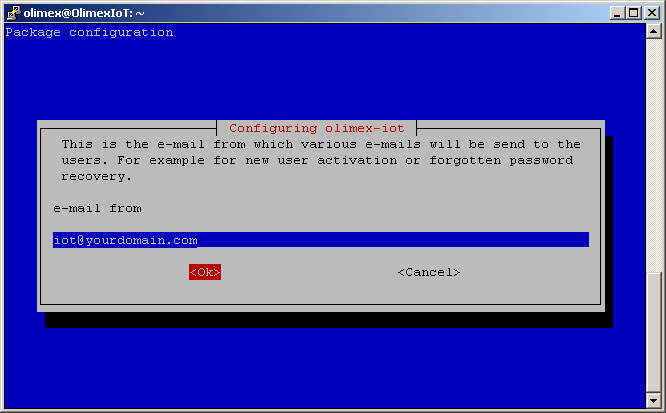 olimex@OlimexIoT: ~
Package configuration
Configuring olimex-iot
This is the e-mail from which various e-mails will be send to the
users. For example for new user activation or forgotten password
recovery.
e-mail from
iot@yourdomain.com
<Ok> <Cancel>